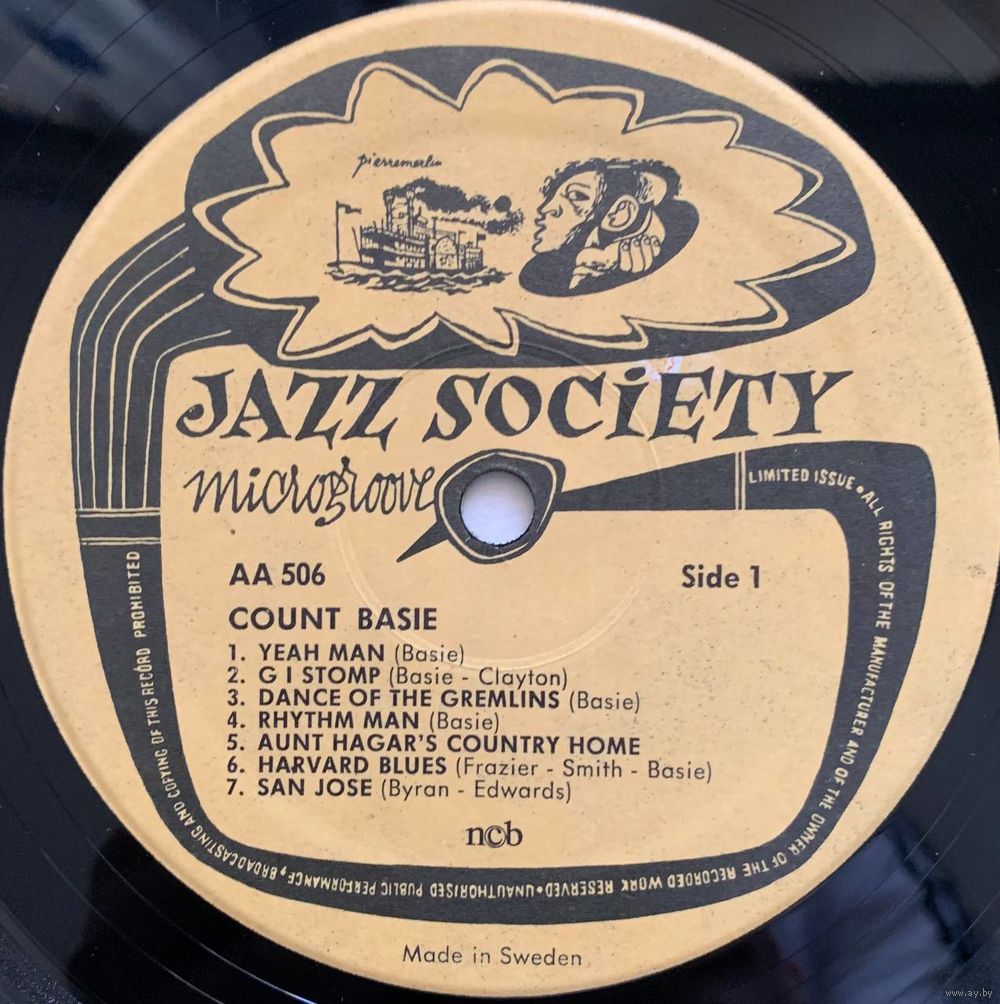 pierremerlin
JAZZ SOCiETY
microgroove
LIMITED ISSUE • ALL RIGHTS OF THE MANUFACTURER AND OF THE OWNER OF THE RECORDED WORK RESERVED • UNAUTHORISED PUBLIC PERFORMANCE, BROADCASTING AND COPYING OF THIS RECORD PROHIBITED
AA 506
Side 1
COUNT BASIE
1. YEAH MAN (Basie)
2. G I STOMP (Basie - Clayton)
3. DANCE OF THE GREMLINS (Basie)
4. RHYTHM MAN (Basie)
5. AUNT HAGAR'S COUNTRY HOME
6. HARVARD BLUES (Frazier - Smith - Basie)
7. SAN JOSE (Byran - Edwards)
ncb
Made in Sweden
www.ay.by